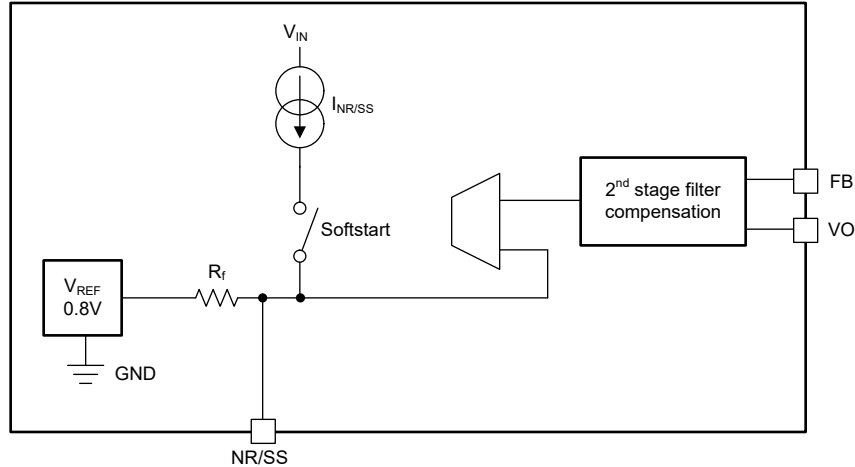 VIN
INR/SS
2nd stage filter
compensation
FB
VO
Softstart
Rf
VREF
0.8V
GND
NR/SS